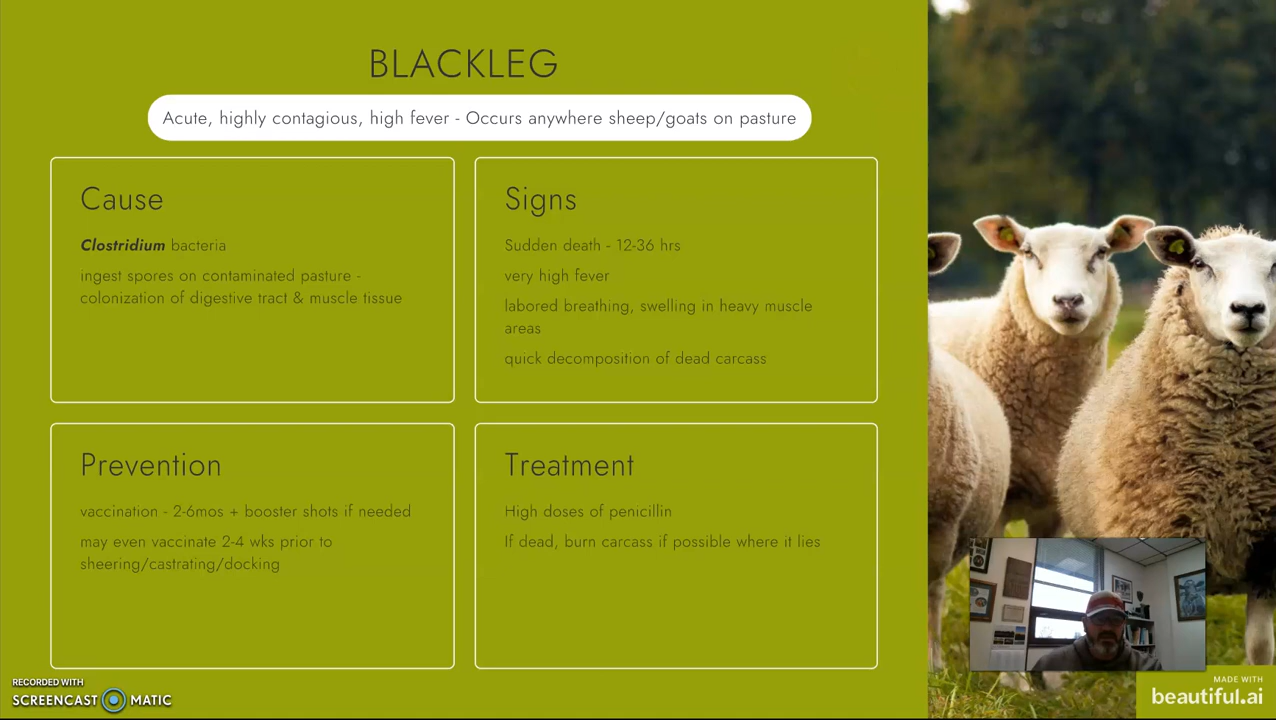 BLACKLEG
Acute, highly contagious, high fever - Occurs anywhere sheep/goats on pasture
Cause
Clostridium bacteria
ingest spores on contaminated pasture -
colonization of digestive tract & muscle tissue
Signs
Sudden death - 12-36 hrs
very high fever
labored breathing, swelling in heavy muscle
areas
quick decomposition of dead carcass
Prevention
vaccination - 2-6mos + booster shots if needed
may even vaccinate 2-4 wks prior to
sheering/castrating/docking
Treatment
High doses of penicillin
If dead, burn carcass if possible where it lies
RECORDED WITH
SCREENCAST MATIC
MADE WITH
beautiful.ai